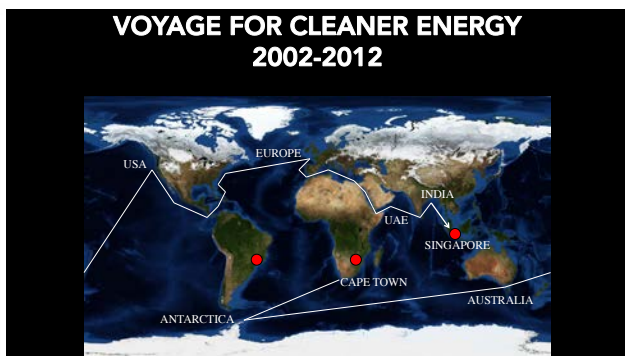 VOYAGE FOR CLEANER ENERGY
2002-2012
EUROPE
USA
INDIA
UAE
SINGAPORE
CAPE TOWN
AUSTRALIA
ANTARCTICA